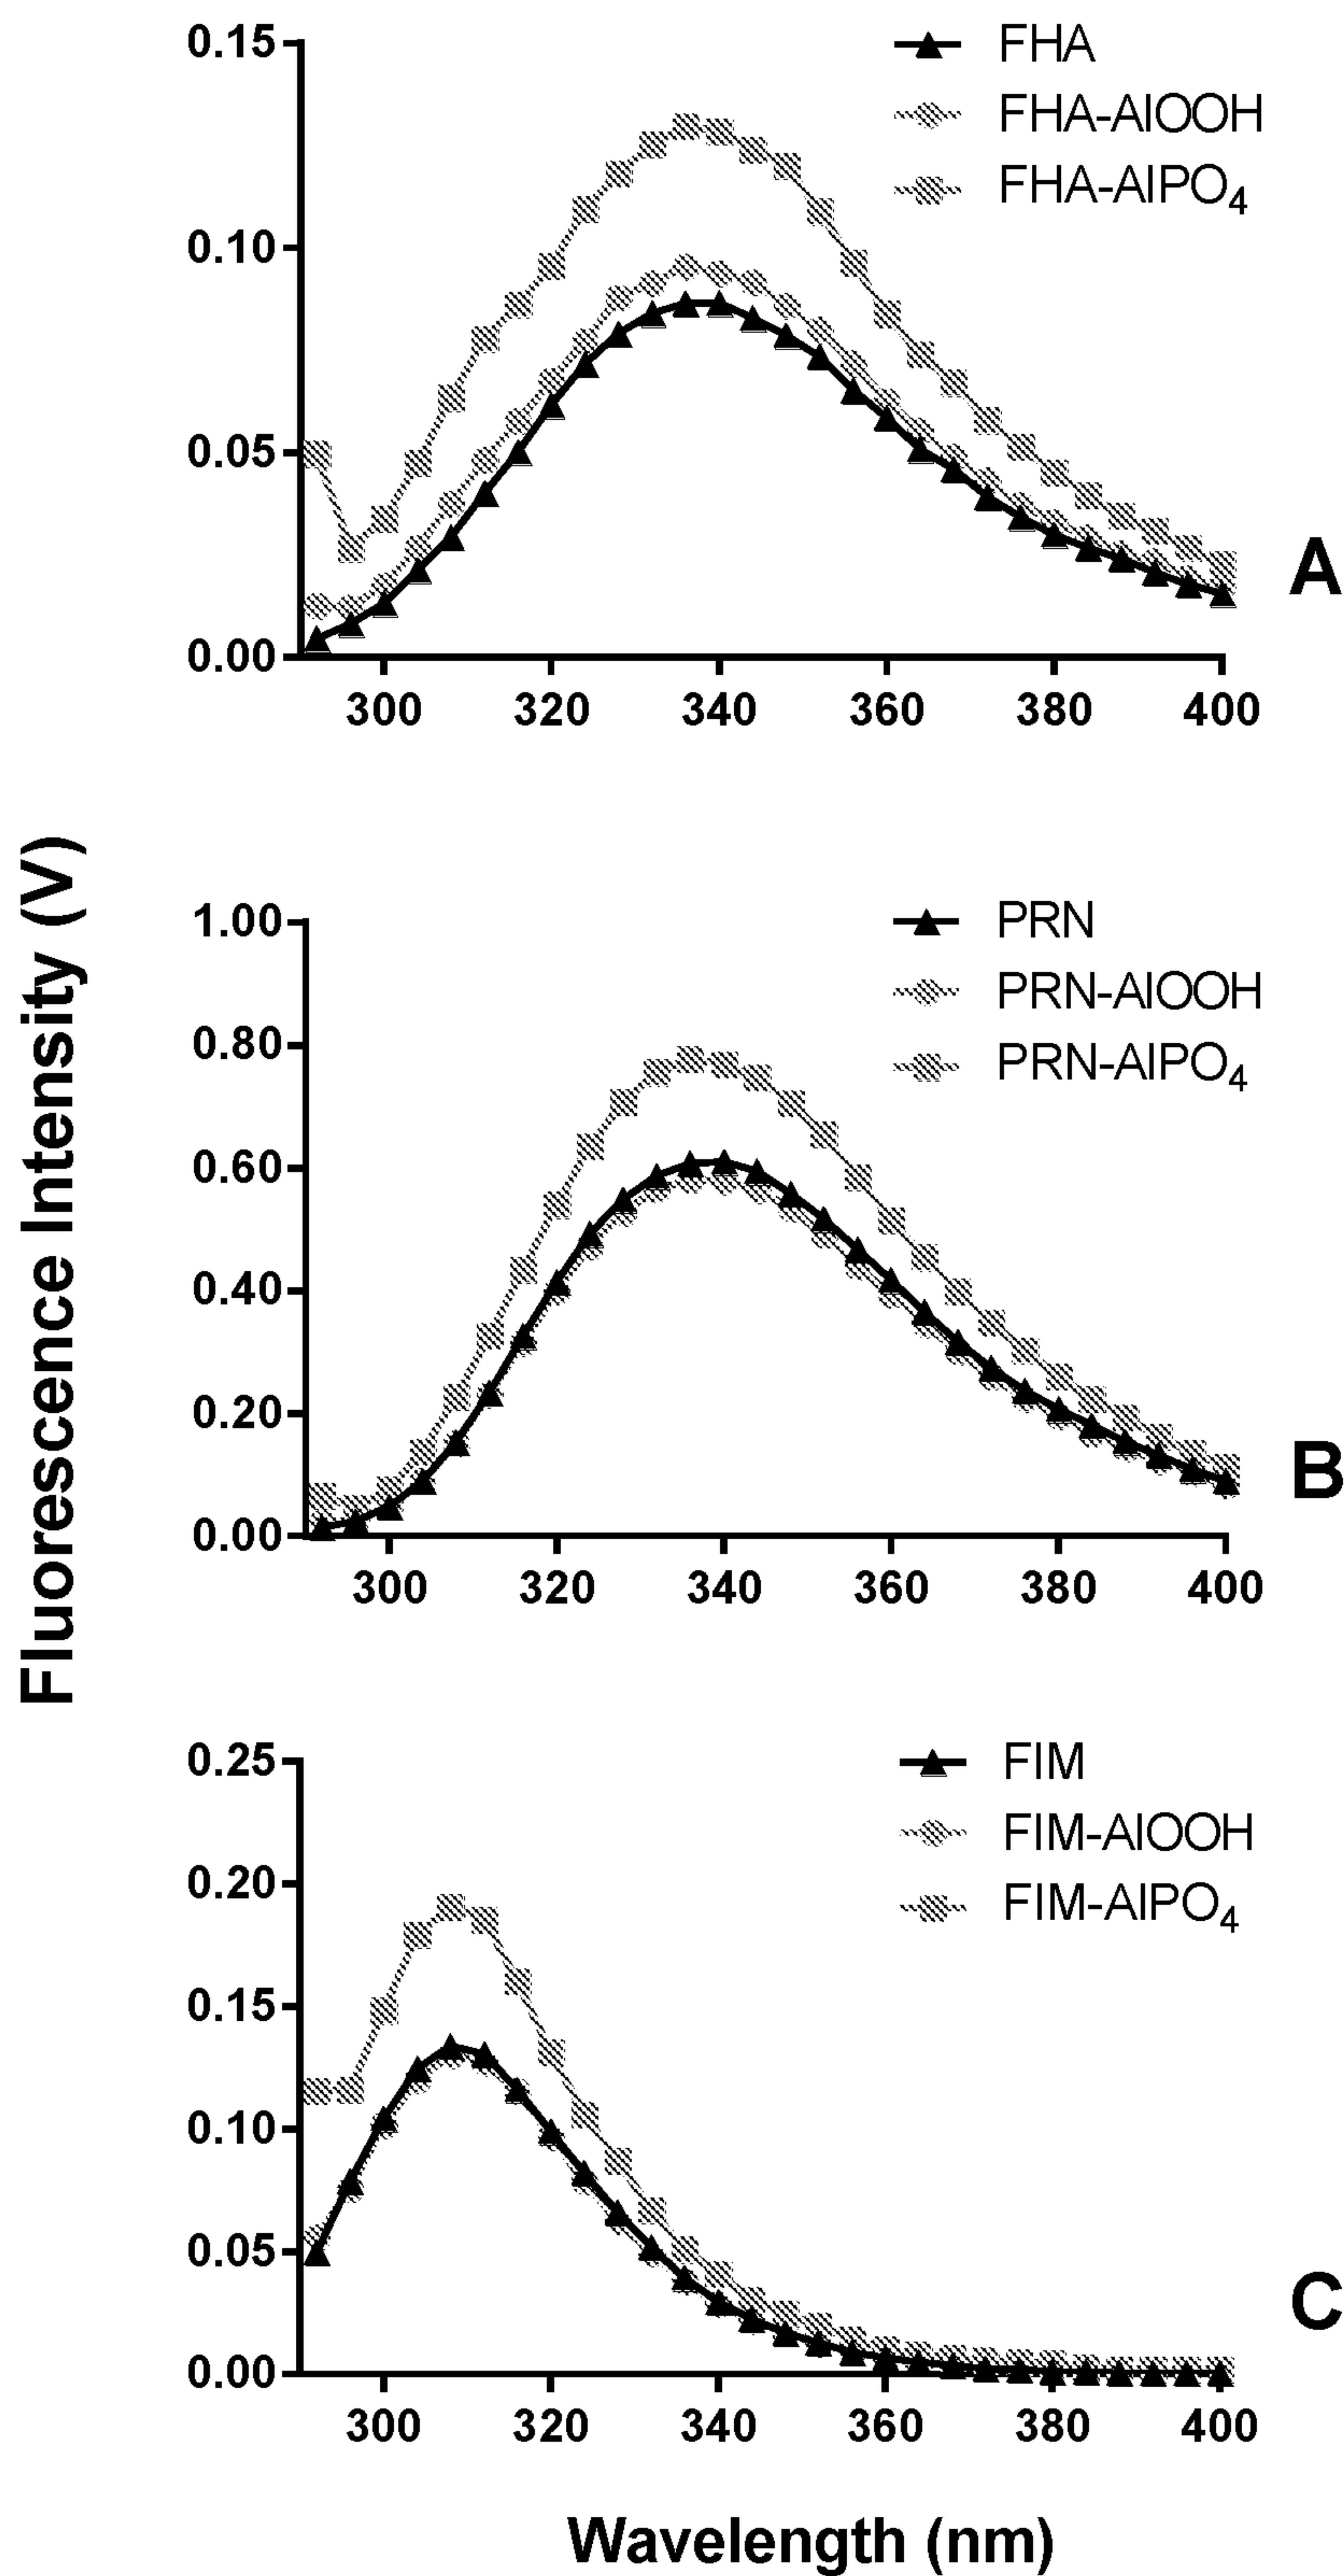 0.15
FHA
FHA-AlOOH
FHA-AlPO4
0.10
0.05
0.00
300 320 340 360 380 400
A
Fluorescence Intensity (V)
1.00
PRN
PRN-AlOOH
PRN-AlPO4
0.80
0.60
0.40
0.20
0.00
300 320 340 360 380 400
B
0.25
FIM
FIM-AlOOH
FIM-AlPO4
0.20
0.15
0.10
0.05
0.00
300 320 340 360 380 400
C
Wavelength (nm)